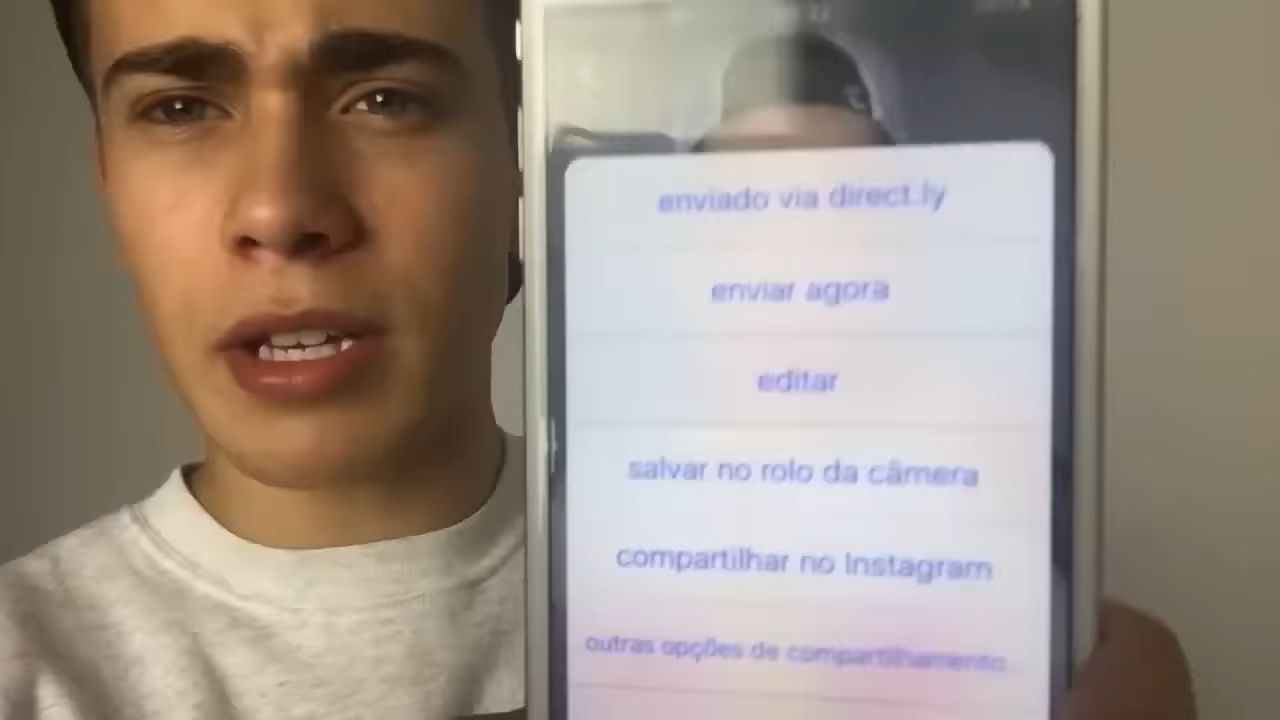 enviado via direct.ly
enviar agora
editar
salvar no rolo da câmera
compartilhar no Instagram
outras opções de compartilhamento...